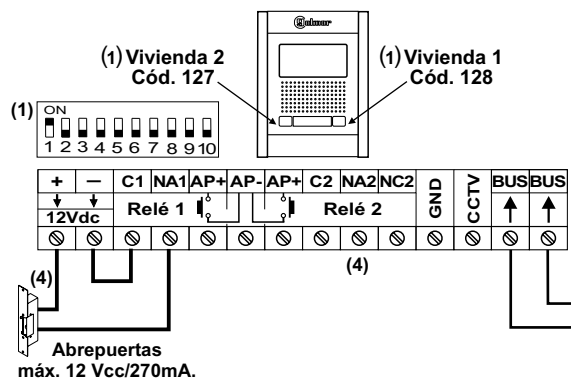 Golmar
(1) Vivienda 2
Cód. 127
(1) Vivienda 1
Cód. 128
(1)
ON
1 2 3 4 5 6 7 8 9 10
+ — C1 NA1 AP+ AP- AP+ C2 NA2 NC2 GND CCTV BUS BUS
12Vdc Relé 1 Relé 2
(4)
(4)
Abrepuertas
máx. 12 Vcc/270mA.